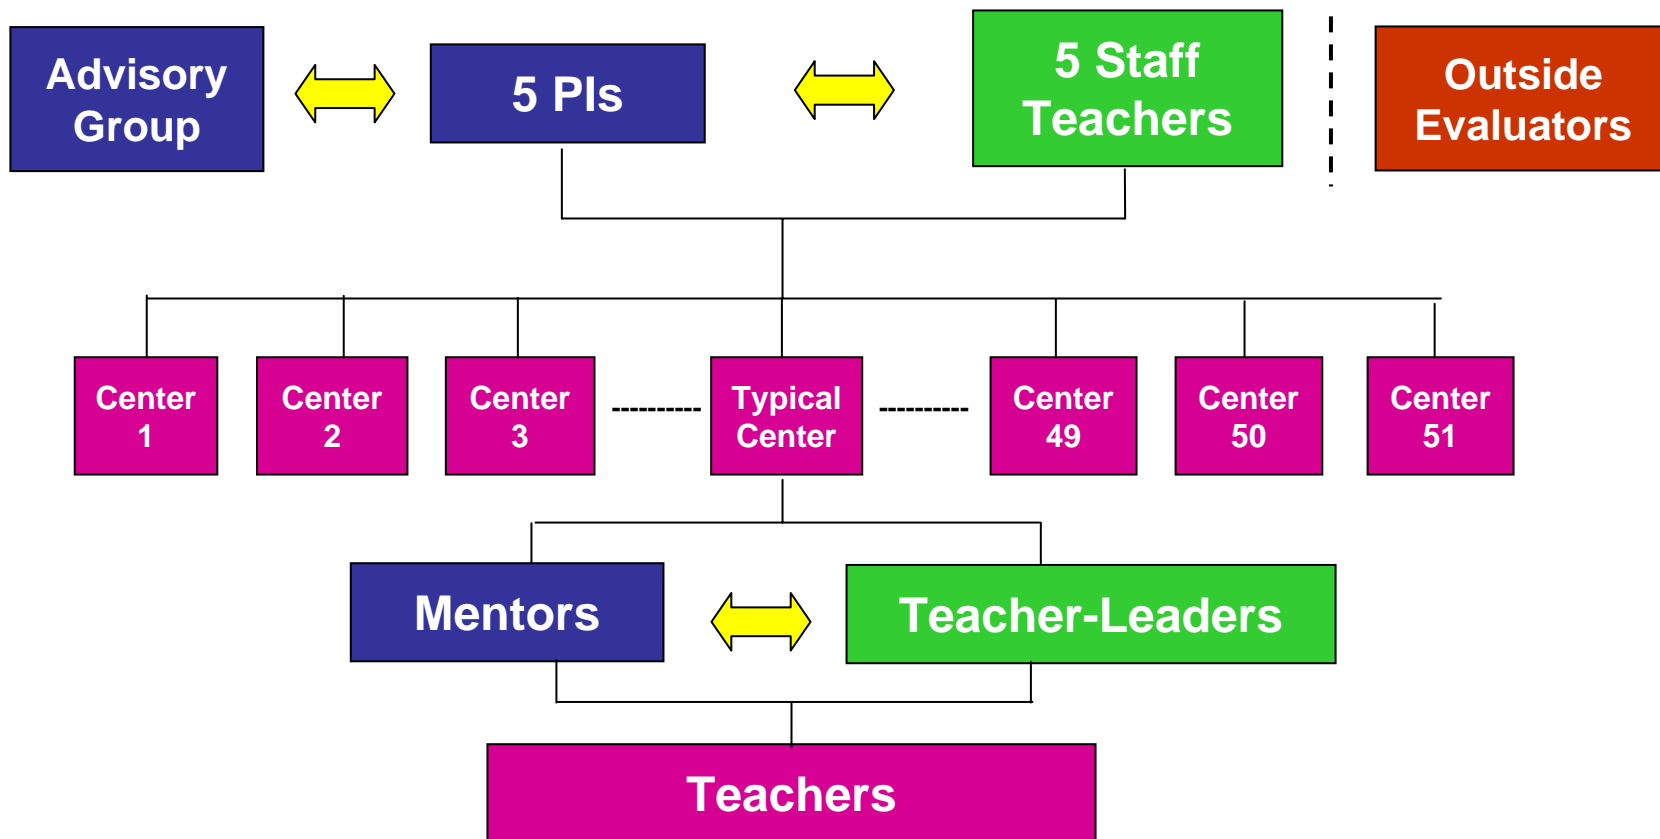 Advisory
Group
5 PIs
5 Staff
Teachers
Outside
Evaluators
Center
1
Center
2
Center
3
Typical
Center
Center
49
Center
50
Center
51
Mentors
Teacher-Leaders
Teachers